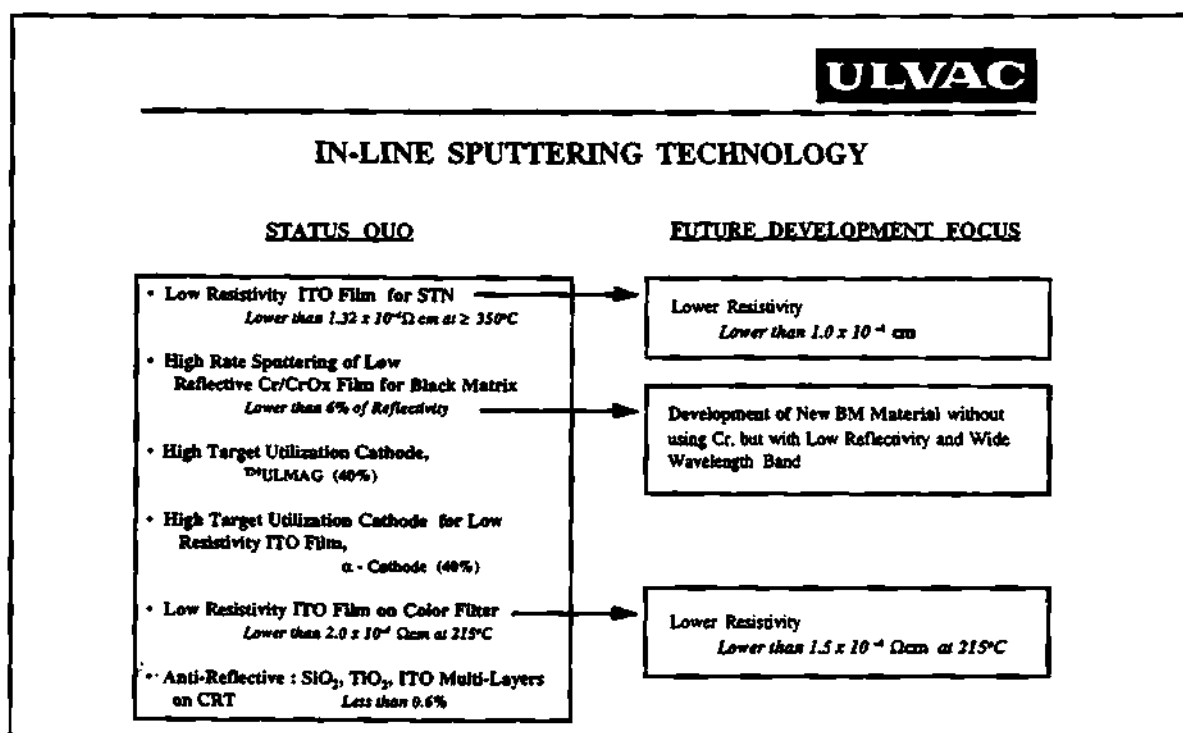 ULVAC
IN-LINE SPUTTERING TECHNOLOGY
STATUS QUO
• Low Resistivity ITO Film for STN
Lower than 1.32 x 10⁻⁴Ω cm at ≥ 350°C
• High Rate Sputtering of Low
Reflective Cr/CrOx Film for Black Matrix
Lower than 6% of Reflectivity
• High Target Utilization Cathode,
™ULMAG (40%)
• High Target Utilization Cathode for Low
Resistivity ITO Film,
α - Cathode (40%)
• Low Resistivity ITO Film on Color Filter
Lower than 2.0 x 10⁻⁴ Ωcm at 215°C
• Anti-Reflective : SiO₂, TiO₂, ITO Multi-Layers
on CRT Less than 0.6%
FUTURE DEVELOPMENT FOCUS
Lower Resistivity
Lower than 1.0 x 10⁻⁴ cm
Development of New BM Material without
using Cr, but with Low Reflectivity and Wide
Wavelength Band
Lower Resistivity
Lower than 1.5 x 10⁻⁴ Ωcm at 215°C